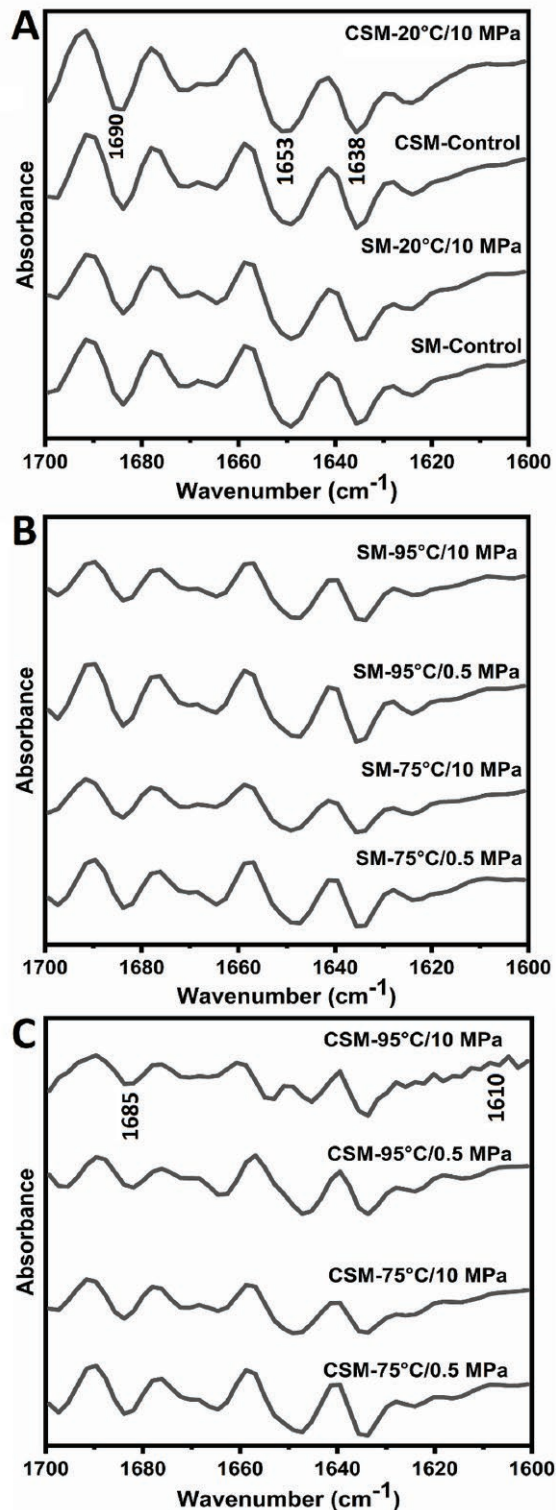 A
CSM-20°C/10 MPa
1690
1653
1638
CSM-Control
SM-20°C/10 MPa
SM-Control
Absorbance
1700 1680 1660 1640 1620 1600
Wavenumber (cm-1)
B
SM-95°C/10 MPa
SM-95°C/0.5 MPa
SM-75°C/10 MPa
SM-75°C/0.5 MPa
Absorbance
1700 1680 1660 1640 1620 1600
Wavenumber (cm-1)
C
CSM-95°C/10 MPa
1685
1610
CSM-95°C/0.5 MPa
CSM-75°C/10 MPa
CSM-75°C/0.5 MPa
Absorbance
1700 1680 1660 1640 1620 1600
Wavenumber (cm-1)